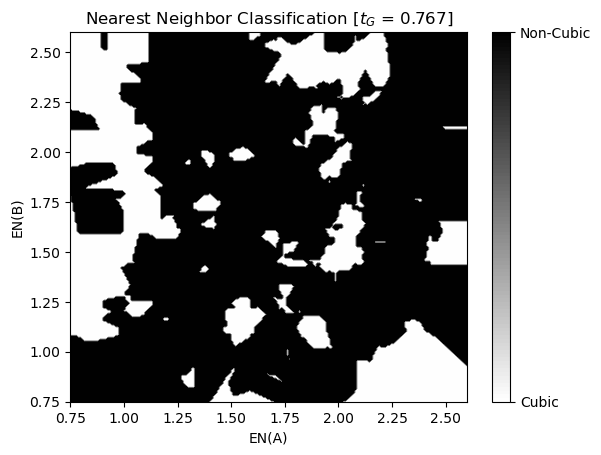 Nearest Neighbor Classification [t_G = 0.767]
Non-Cubic
2.50
2.25
2.00
1.75
1.50
1.25
1.00
0.75
EN(B)
Cubic
0.75 1.00 1.25 1.50 1.75 2.00 2.25 2.50
EN(A)